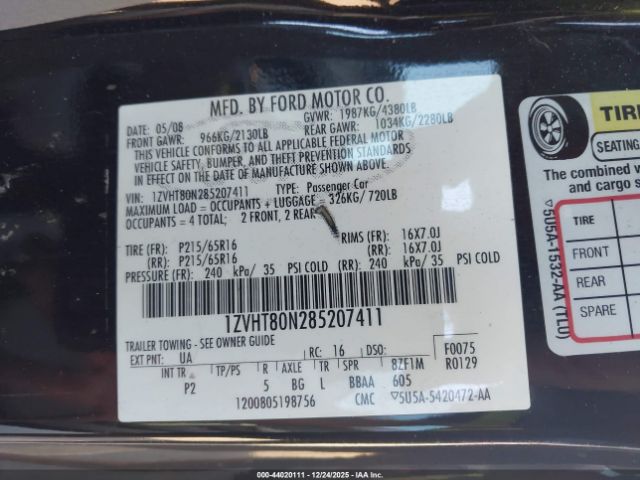 MFD. BY FORD MOTOR CO.
05/08 GVWR: 1987KG/4380LB
FRONT GAWR: 966KG/2130LB REAR GAWR: 1034KG/2280LB
THIS VEHICLE CONFORMS TO ALL APPLICABLE FEDERAL MOTOR
VEHICLE SAFETY, BUMPER, AND THEFT PREVENTION STANDARDS
IN EFFECT ON THE DATE OF MANUFACTURE SHOWN ABOVE.
VIN: 1ZVHT80N285207411 TYPE: Passenger Car
MAXIMUM LOAD = OCCUPANTS + LUGGAGE = 326KG/720LB
OCCUPANTS = 4 TOTAL; 2 FRONT, 2 REAR
TIRE (FR): P215/65R16 RIMS (FR): 16X7.0J
(RR): P215/65R16 (RR): 16X7.0J
PRESSURE (FR): 240 kPa/ 35 PSI COLD (RR): 240 kPa/ 35 PSI COLD
1ZVHT80N285207411
TRAILER TOWING - SEE OWNER GUIDE
EXT PNT: UA RC: 16 DSO: F0075
INT TR TP/PS R AXLE TR SPR 8ZF1M R0129
P2 5 BG L BBAA 605
1200805198756 CMC ▽5U5A-5420472-AA
TIRE
SEATING
The combined w
and cargo s
TIRE
FRONT
REAR
SPARE
▽5U5A-1532-AA (TLU)
000-44020111 - 12/24/2025 - IAAI, Inc.